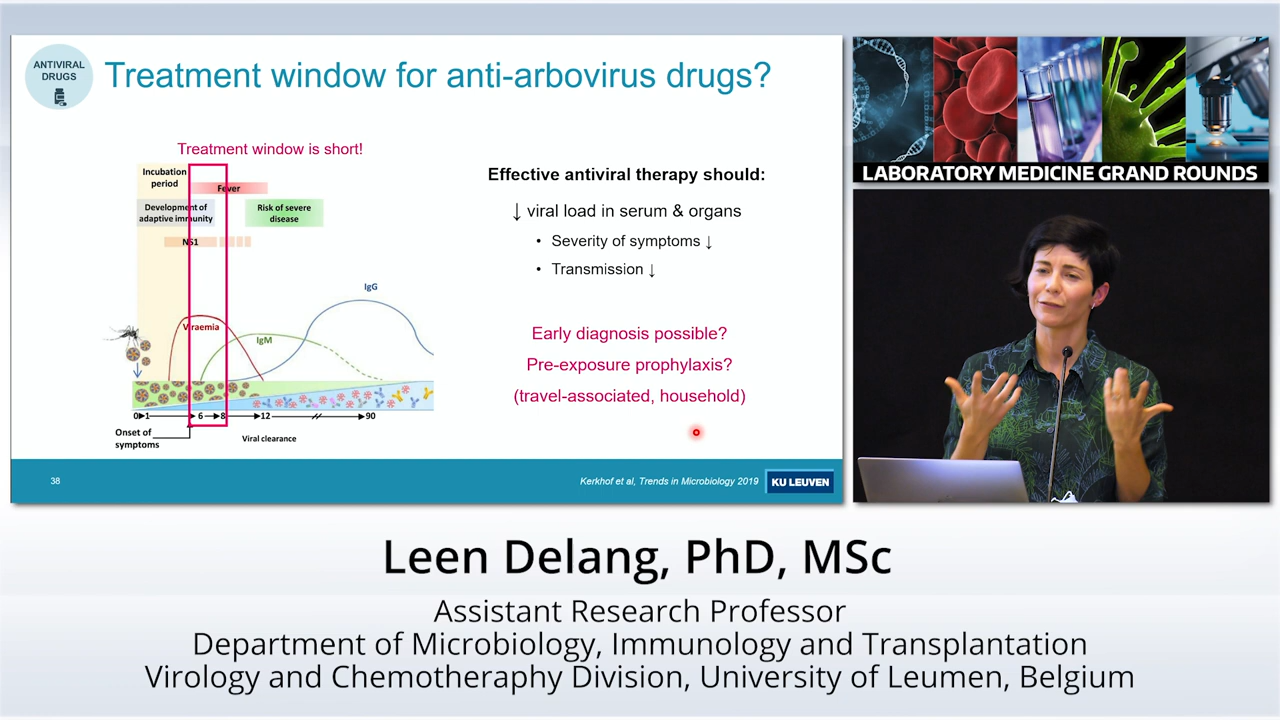 ANTIVIRAL
DRUGS
Treatment window for anti-arbovirus drugs?
Treatment window is short!
Incubation
period
Fever
Development of
adaptive immunity
Risk of severe
disease
NS1
IgG
Viraemia
IgM
0 1 6 8 12 90
Onset of
symptoms
Viral clearance
Effective antiviral therapy should:
↓ viral load in serum & organs
• Severity of symptoms ↓
• Transmission ↓
Early diagnosis possible?
Pre-exposure prophylaxis?
(travel-associated, household)
38
Kerkhof et al, Trends in Microbiology 2019
KU LEUVEN
LABORATORY MEDICINE GRAND ROUNDS
Leen Delang, PhD, MSc
Assistant Research Professor
Department of Microbiology, Immunology and Transplantation
Virology and Chemotheraphy Division, University of Leumen, Belgium